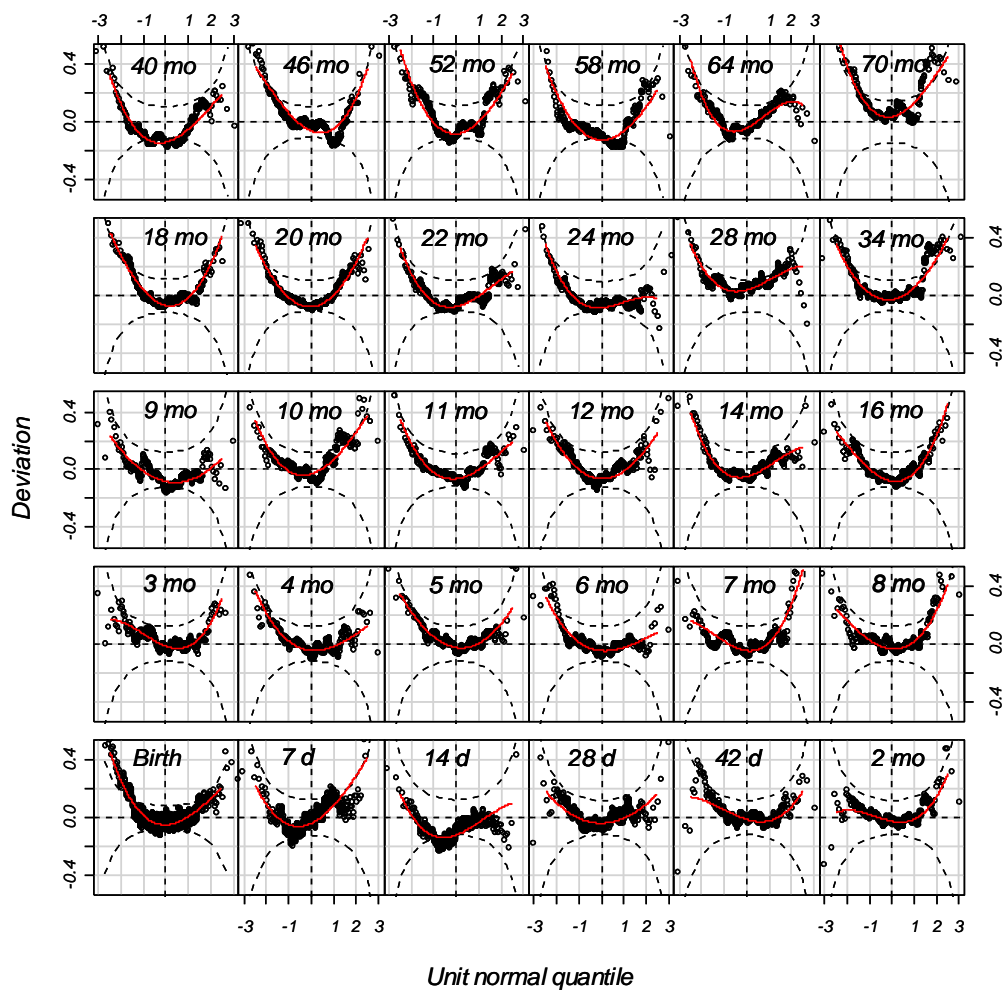 -3 -1 1 2 3 -3 -1 1 2 3 -3 -1 1 2 3
0.4 0.0 -0.4
40 mo 46 mo 52 mo 58 mo 64 mo 70 mo
18 mo 20 mo 22 mo 24 mo 28 mo 34 mo
0.4 0.0 -0.4
0.4 0.0 -0.4
9 mo 10 mo 11 mo 12 mo 14 mo 16 mo
3 mo 4 mo 5 mo 6 mo 7 mo 8 mo
0.4 0.0 -0.4
0.4 0.0 -0.4
Birth 7 d 14 d 28 d 42 d 2 mo
-3 -1 1 2 3 -3 -1 1 2 3 -3 -1 1 2 3
Deviation
Unit normal quantile